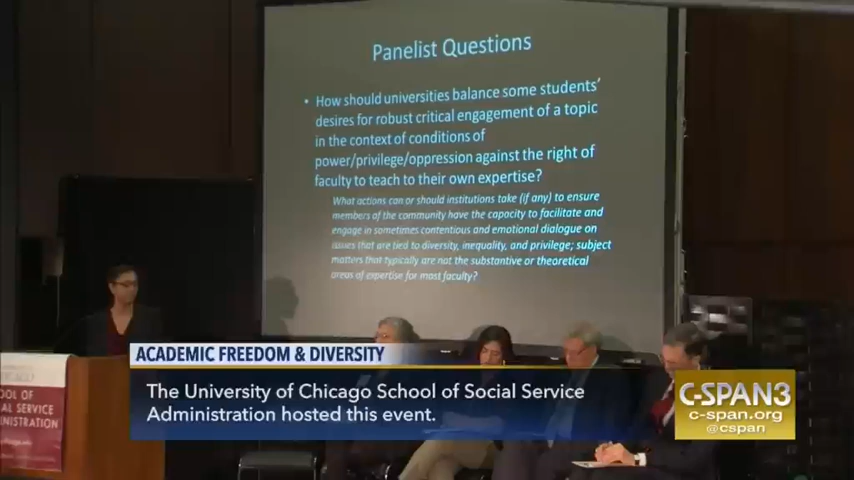 Panelist Questions
• How should universities balance some students'
desires for robust critical engagement of a topic
in the context of conditions of
power/privilege/oppression against the right of
faculty to teach to their own expertise?
What actions can or should institutions take (if any) to ensure
members of the community have the capacity to facilitate and
engage in sometimes contentious and emotional dialogue on
issues that are tied to diversity, inequality, and privilege; subject
matters that typically are not the substantive or theoretical
areas of expertise for most faculty?
ACADEMIC FREEDOM & DIVERSITY
The University of Chicago School of Social Service
Administration hosted this event.
C-SPAN3
c-span.org
@cspan
OF
SERVICE